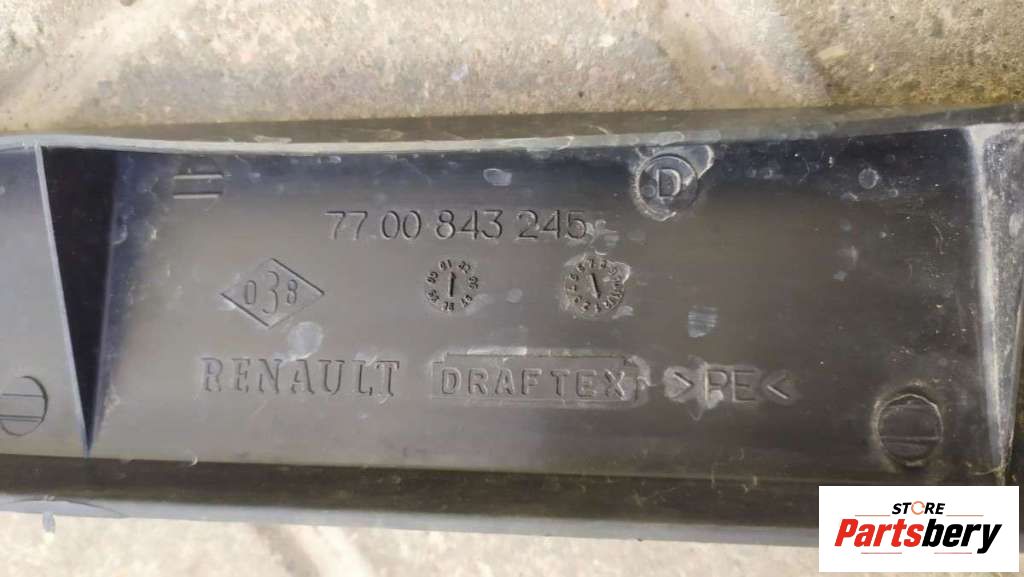 D
77 00 843 245
038
RENAULT DRAFTEX >PE<
STORE
Partsbery